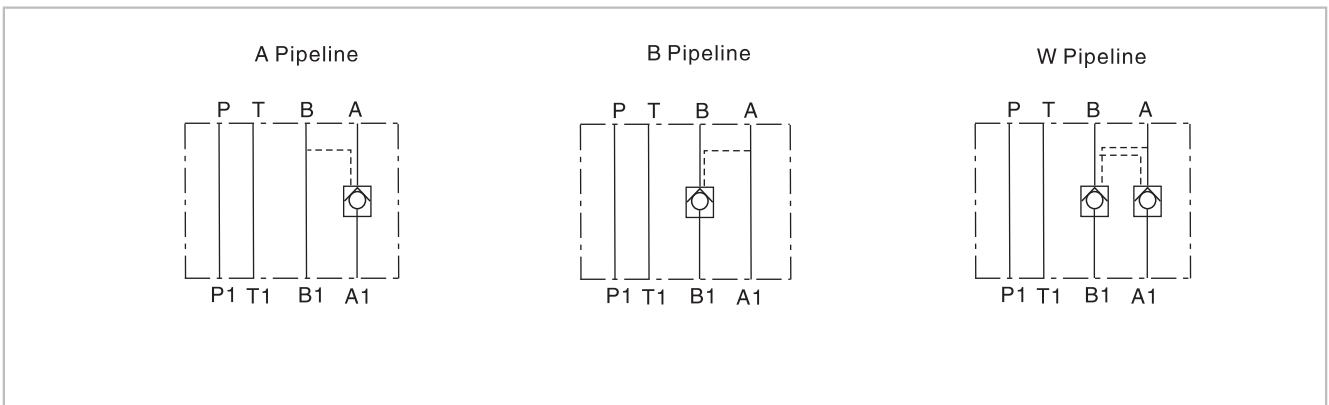 A Pipeline
P T B A
P1 T1 B1 A1
B Pipeline
P T B A
P1 T1 B1 A1
W Pipeline
P T B A
P1 T1 B1 A1